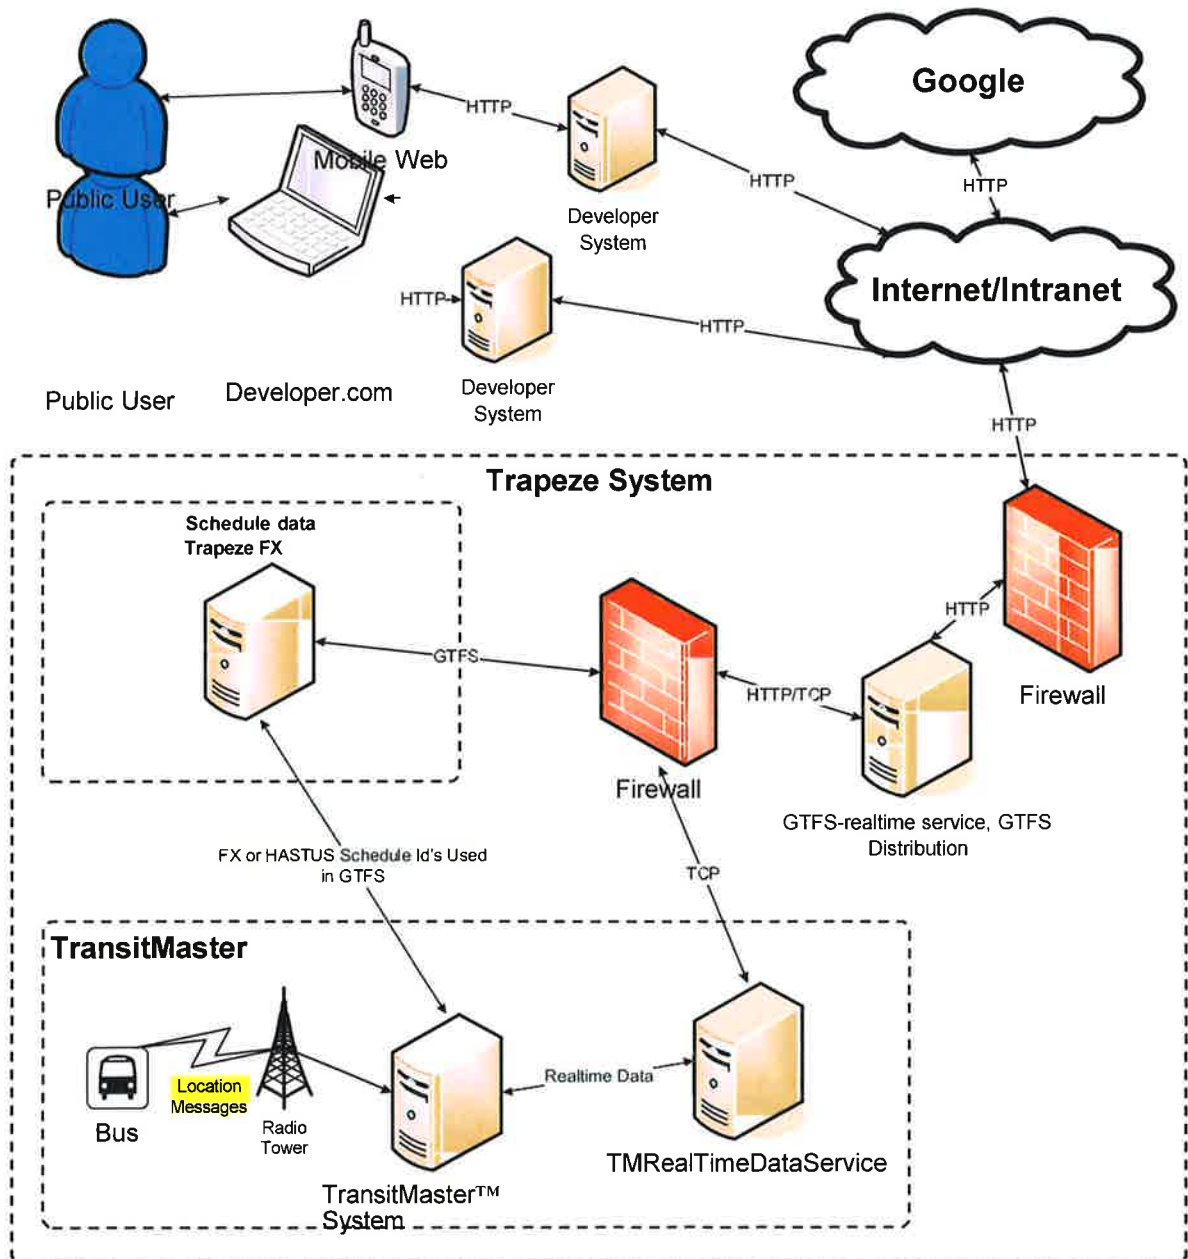 Google
HTTP
Mobile Web
HTTP
HTTP
Public User
Developer
System
Internet/Intranet
HTTP
HTTP
Public User
Developer.com
Developer
System
HTTP
Trapeze System
Schedule data
Trapeze FX
GTFS
HTTP
HTTP/TCP
Firewall
Firewall
GTFS-realtime service, GTFS
Distribution
FX or HASTUS Schedule Id's Used
in GTFS
TCP
TransitMaster
Location
Messages
Realtime Data
Bus
Radio
Tower
TMRealTimeDataService
TransitMaster™
System